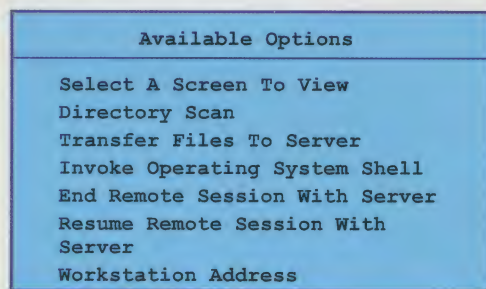 Available Options
Select A Screen To View
Directory Scan
Transfer Files To Server
Invoke Operating System Shell
End Remote Session With Server
Resume Remote Session With
Server
Workstation Address